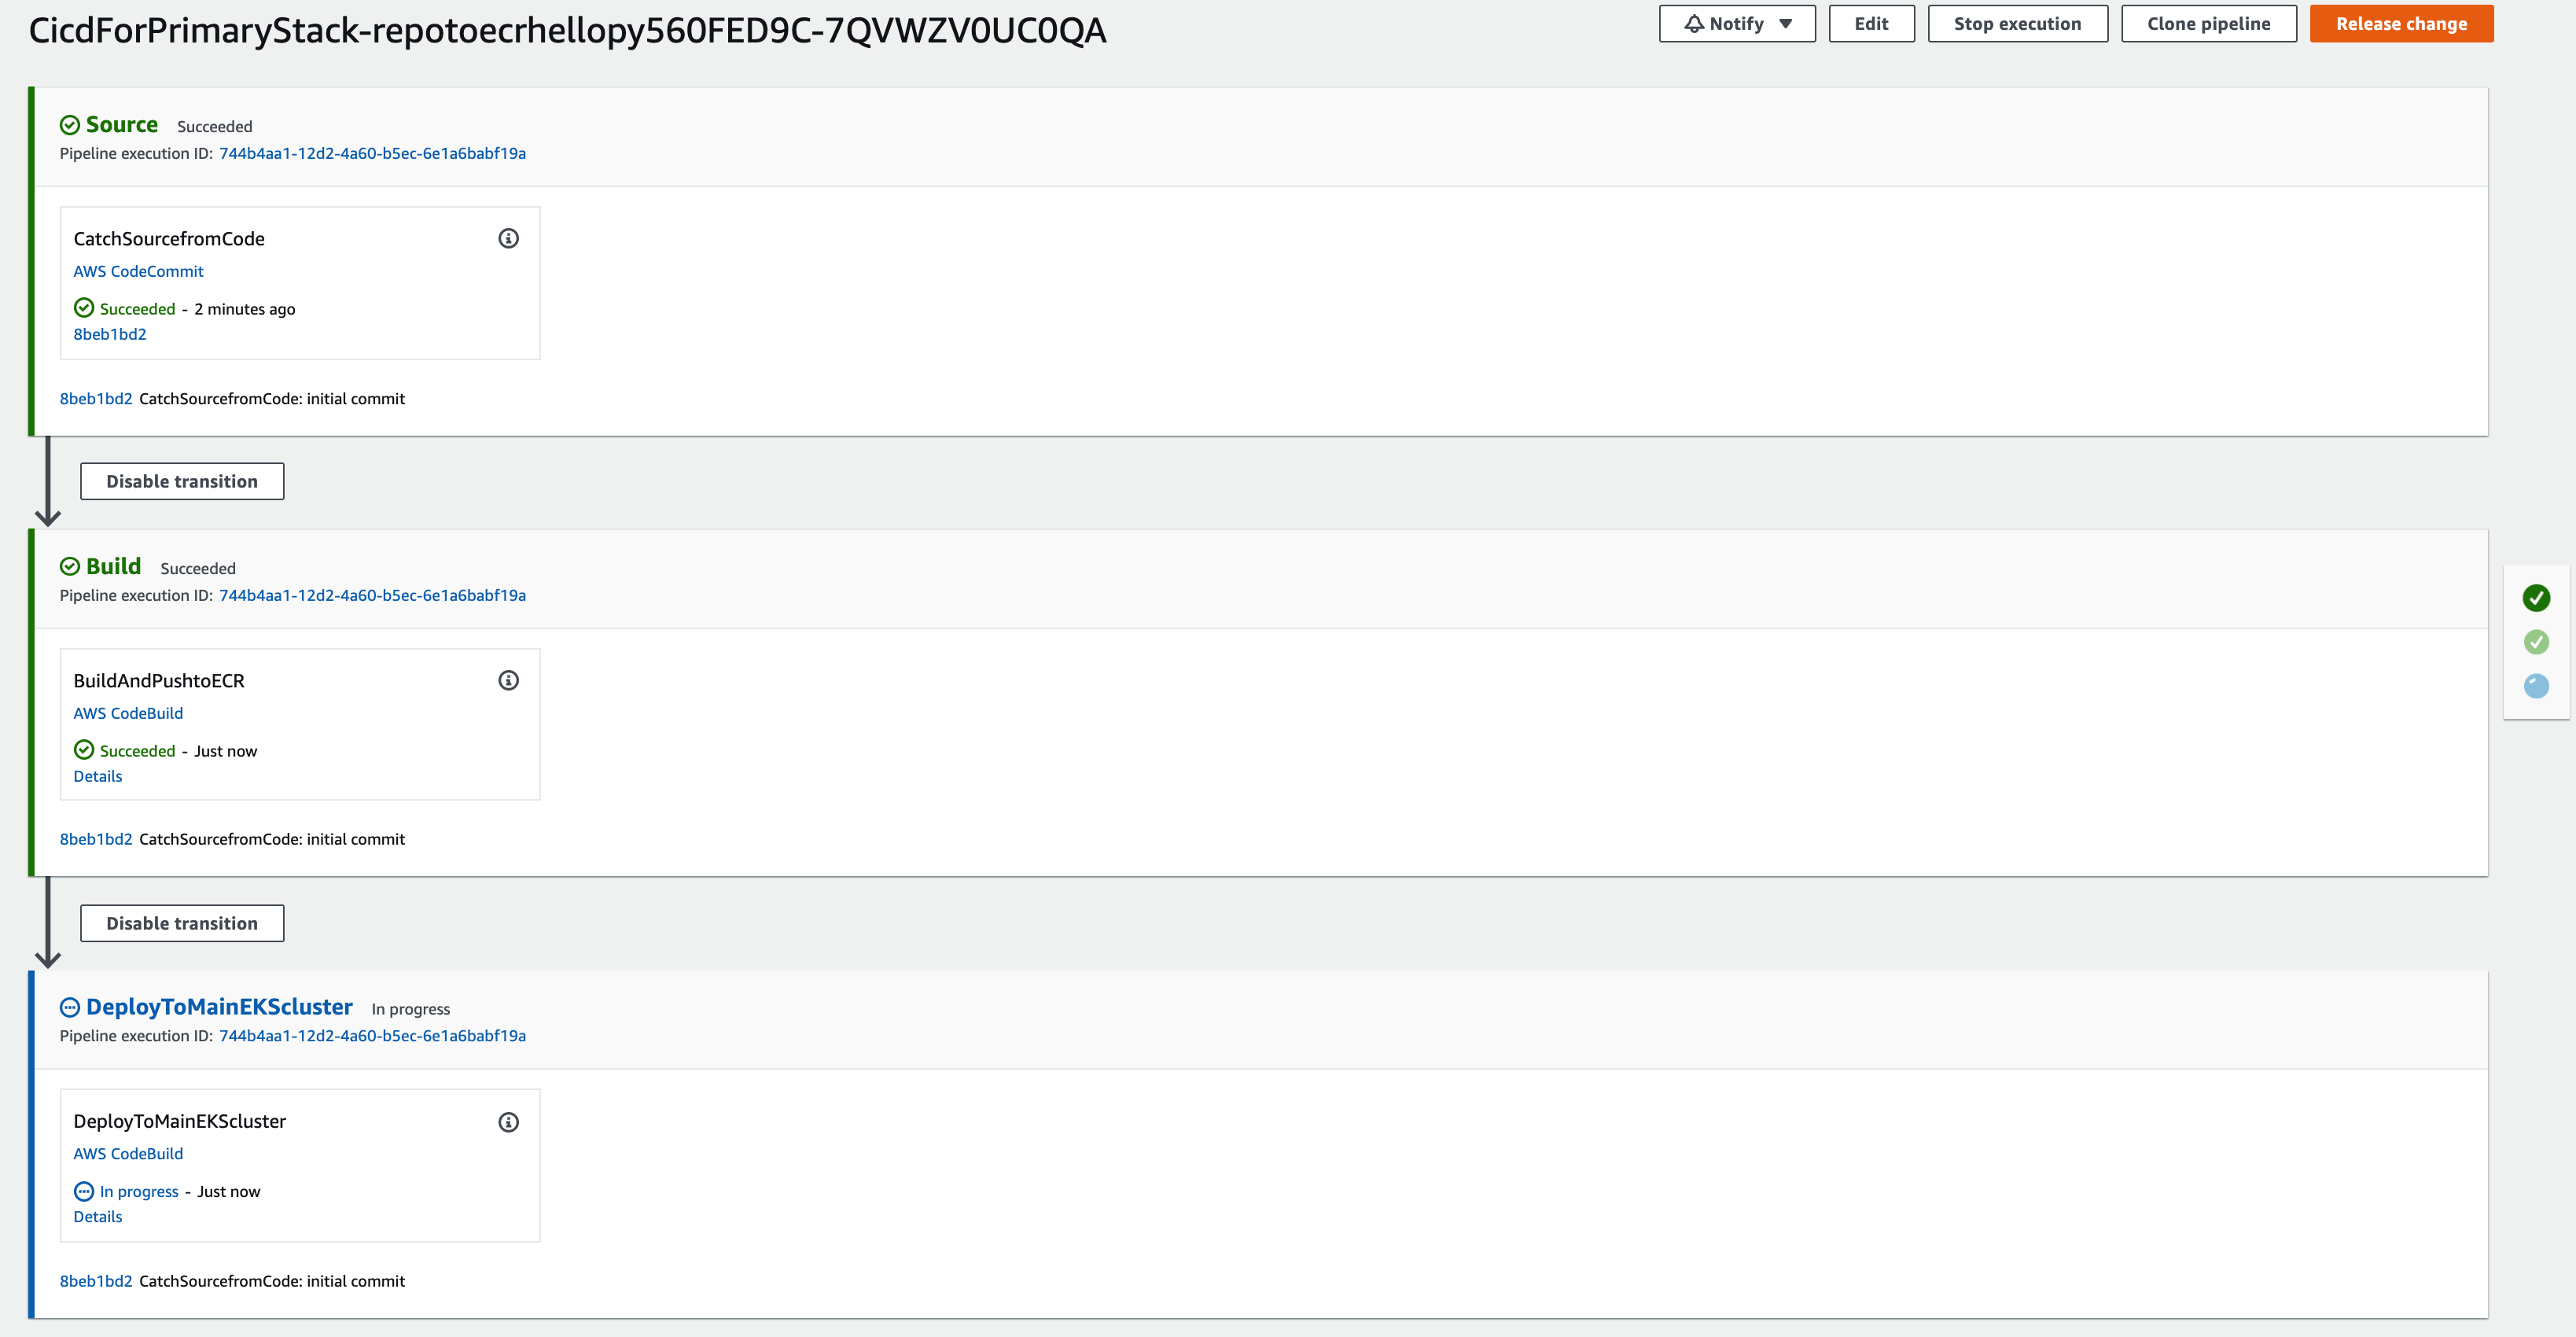 CicdForPrimaryStack-repotoecrhellopy560FED9C-7QVWZV0UC0QA
Notify
Edit
Stop execution
Clone pipeline
Release change
Source Succeeded
Pipeline execution ID: 744b4aa1-12d2-4a60-b5ec-6e1a6babf19a
CatchSourcefromCode
AWS CodeCommit
Succeeded - 2 minutes ago
8beb1bd2
8beb1bd2 CatchSourcefromCode: initial commit
Disable transition
Build Succeeded
Pipeline execution ID: 744b4aa1-12d2-4a60-b5ec-6e1a6babf19a
BuildAndPushtoECR
AWS CodeBuild
Succeeded - Just now
Details
8beb1bd2 CatchSourcefromCode: initial commit
Disable transition
DeployToMainEKScluster In progress
Pipeline execution ID: 744b4aa1-12d2-4a60-b5ec-6e1a6babf19a
DeployToMainEKScluster
AWS CodeBuild
In progress - Just now
Details
8beb1bd2 CatchSourcefromCode: initial commit